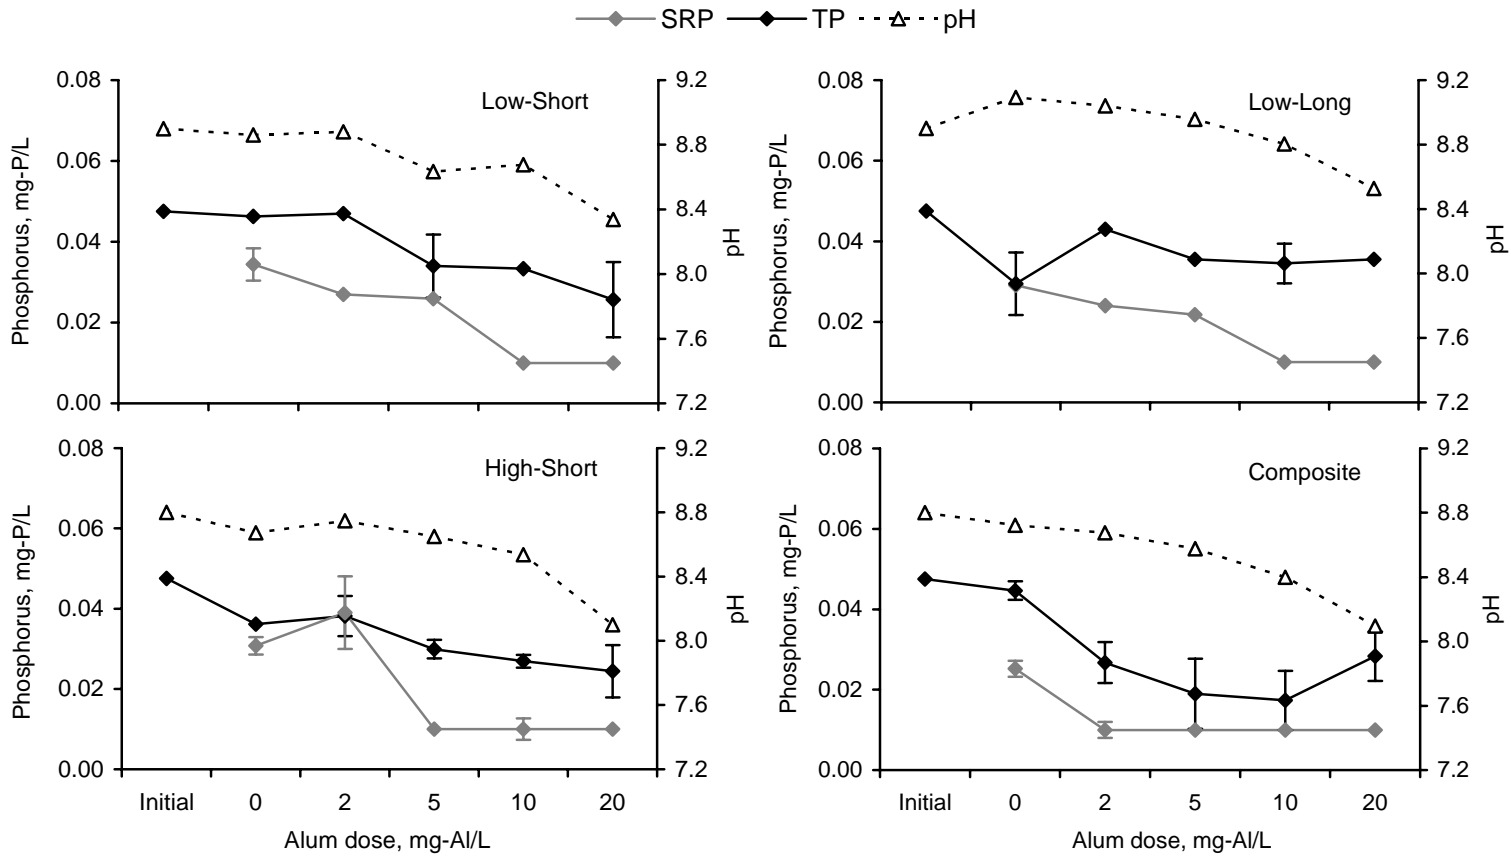 SRP TP pH
Low-Short
Phosphorus, mg-P/L
0.08
0.06
0.04
0.02
0.00
9.2
8.8
8.4
8.0
7.6
7.2
pH
Low-Long
Phosphorus, mg-P/L
0.08
0.06
0.04
0.02
0.00
9.2
8.8
8.4
8.0
7.6
7.2
pH
High-Short
Phosphorus, mg-P/L
0.08
0.06
0.04
0.02
0.00
9.2
8.8
8.4
8.0
7.6
7.2
pH
Initial 0 2 5 10 20
Alum dose, mg-Al/L
Composite
Phosphorus, mg-P/L
0.08
0.06
0.04
0.02
0.00
9.2
8.8
8.4
8.0
7.6
7.2
pH
Initial 0 2 5 10 20
Alum dose, mg-Al/L